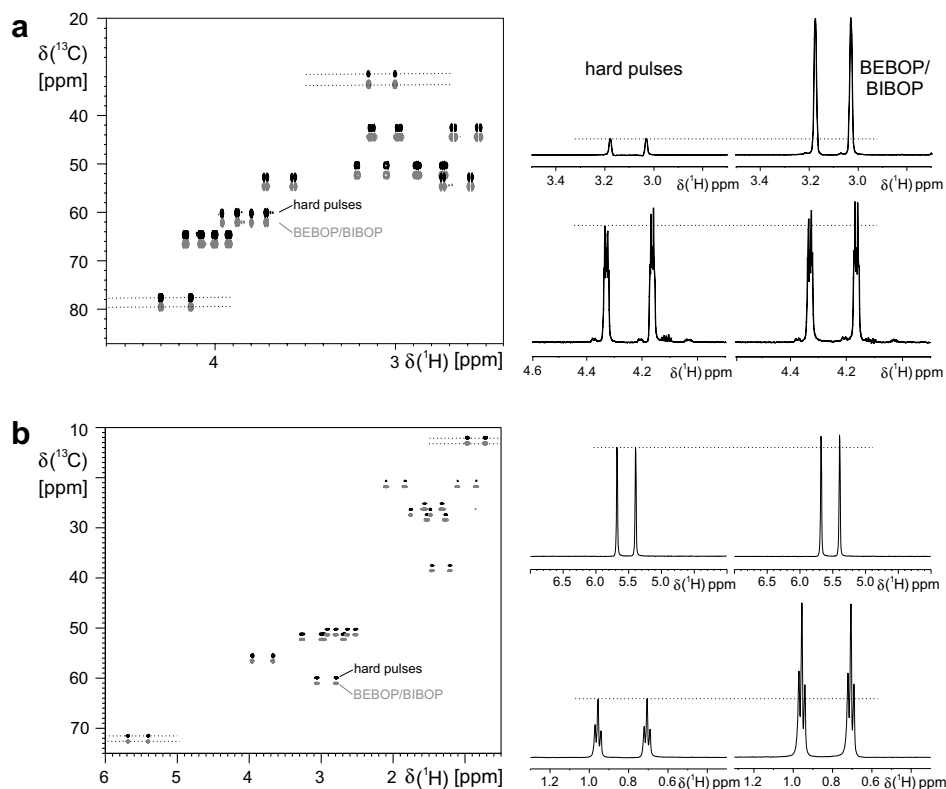 a
20
δ(¹³C)
[ppm]
40
50
60
70
80
hard pulses
BEBOP/BIBOP
4
3
δ(¹H) [ppm]
hard pulses
BEBOP/
BIBOP
3.4 3.2 3.0
δ(¹H) ppm
3.4 3.2 3.0
δ(¹H) ppm
4.6 4.4 4.2
δ(¹H) ppm
4.4 4.2
δ(¹H) ppm
b
10
δ(¹³C)
[ppm]
30
50
70
hard pulses
BEBOP/BIBOP
6 5 4 3 2
δ(¹H) [ppm]
6.5 6.0 5.5 5.0
δ(¹H) ppm
6.5 6.0 5.5 5.0
δ(¹H) ppm
1.2 1.0 0.8 0.6
δ(¹H) ppm
1.2 1.0 0.8 0.6
δ(¹H) ppm